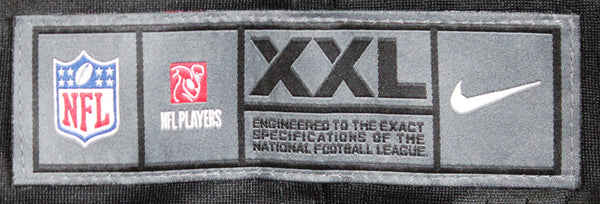 NFL
NFL PLAYERS
XXL
ENGINEERED TO THE EXACT
SPECIFICATIONS OF THE
NATIONAL FOOTBALL LEAGUE.